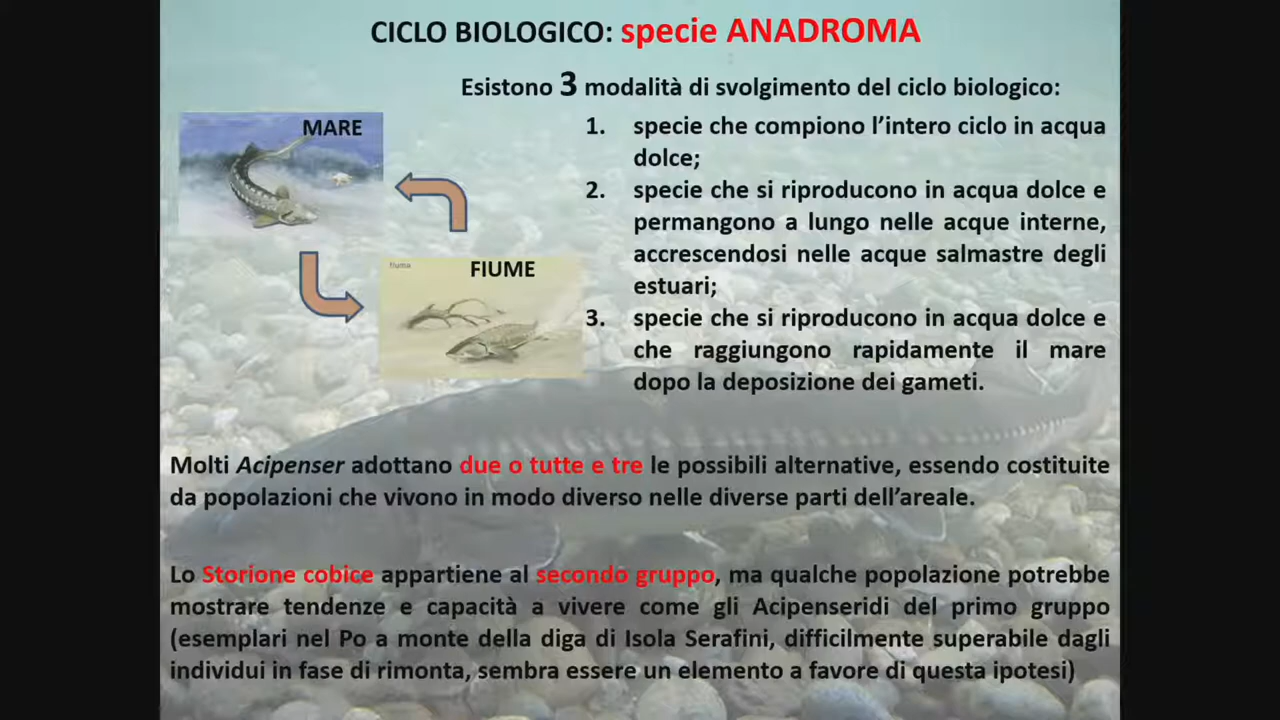 CICLO BIOLOGICO: specie ANADROMA
Esistono 3 modalità di svolgimento del ciclo biologico:
MARE
fiume
FIUME
1. specie che compiono l'intero ciclo in acqua
dolce;
2. specie che si riproducono in acqua dolce e
permangono a lungo nelle acque interne,
accrescendosi nelle acque salmastre degli
estuari;
3. specie che si riproducono in acqua dolce e
che raggiungono rapidamente il mare
dopo la deposizione dei gameti.
Molti Acipenser adottano due o tutte e tre le possibili alternative, essendo costituite
da popolazioni che vivono in modo diverso nelle diverse parti dell'areale.
Lo Storione cobice appartiene al secondo gruppo, ma qualche popolazione potrebbe
mostrare tendenze e capacità a vivere come gli Acipenseridi del primo gruppo
(esemplari nel Po a monte della diga di Isola Serafini, difficilmente superabile dagli
individui in fase di rimonta, sembra essere un elemento a favore di questa ipotesi)